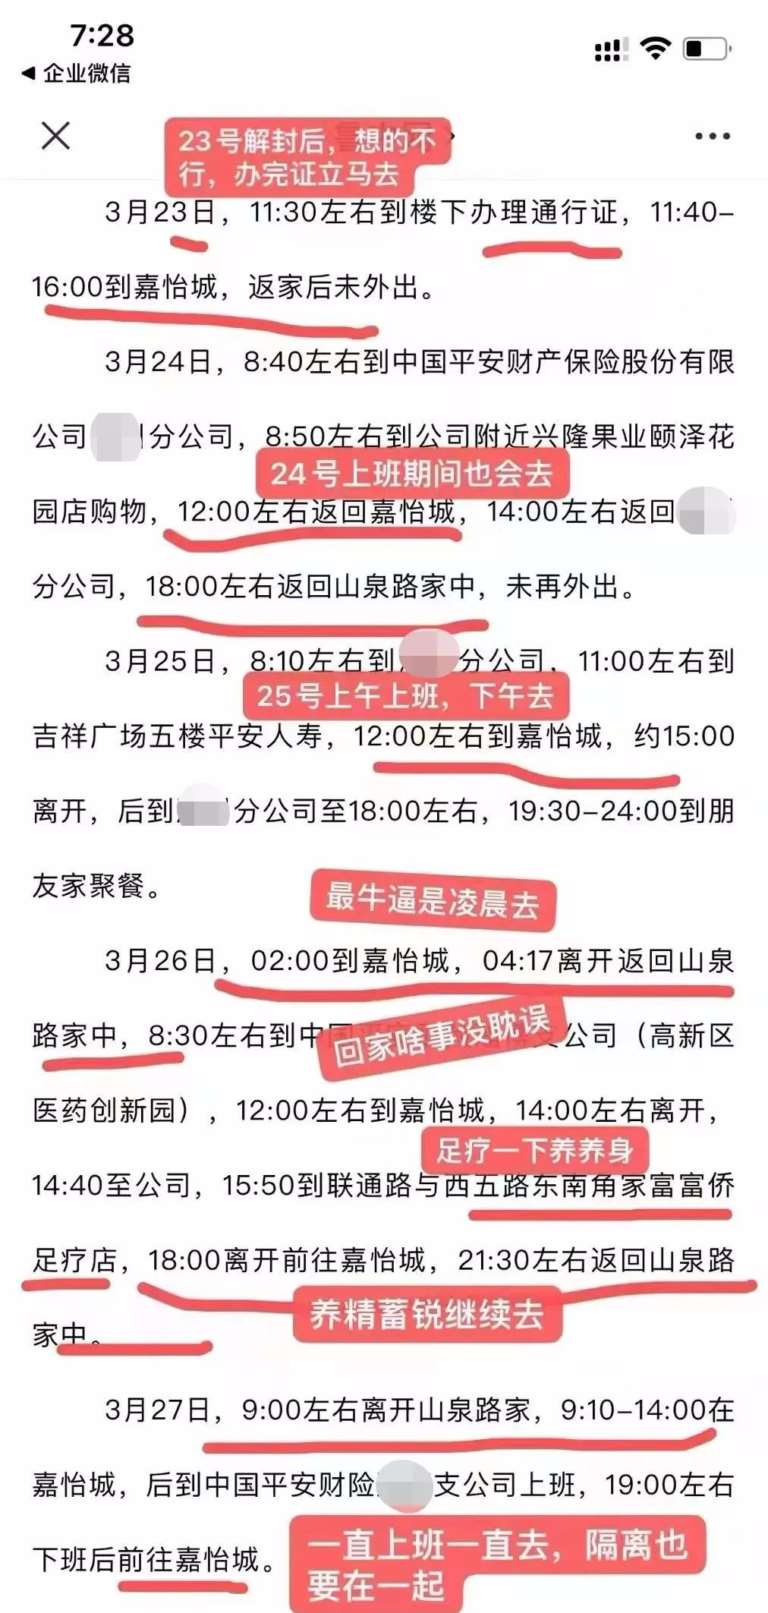 7:28
企业微信
23号解封后，想的不
行，办完证立马去
3月23日，11:30左右到楼下办理通行证，11:40-
16:00到嘉怡城，返家后未外出。
3月24日，8:40左右到中国平安财产保险股份有限
公司 分公司，8:50左右到公司附近兴隆果业颐泽花
24号上班期间也会去
园店购物，12:00左右返回嘉怡城，14:00左右返回
分公司，18:00左右返回山泉路家中，未再外出。
3月25日，8:10左右到 分公司，11:00左右到
25号上午上班，下午去
吉祥广场五楼平安人寿，12:00左右到嘉怡城，约15:00
离开，后到 分公司至18:00左右，19:30-24:00到朋
友家聚餐。
最牛逼是凌晨去
3月26日，02:00到嘉怡城，04:17离开返回山泉
路家中，8:30左右到中 支公司（高新区
回家啥事没耽误
医药创新园），12:00左右到嘉怡城，14:00左右离开，
足疗一下养养身
14:40至公司，15:50到联通路与西五路东南角家富富侨
足疗店，18:00离开前往嘉怡城，21:30左右返回山泉路
养精蓄锐继续去
家中。
3月27日，9:00左右离开山泉路家，9:10-14:00在
嘉怡城，后到中国平安财险 支公司上班，19:00左右
下班后前往嘉怡城。
一直上班一直去，隔离也
要在一起